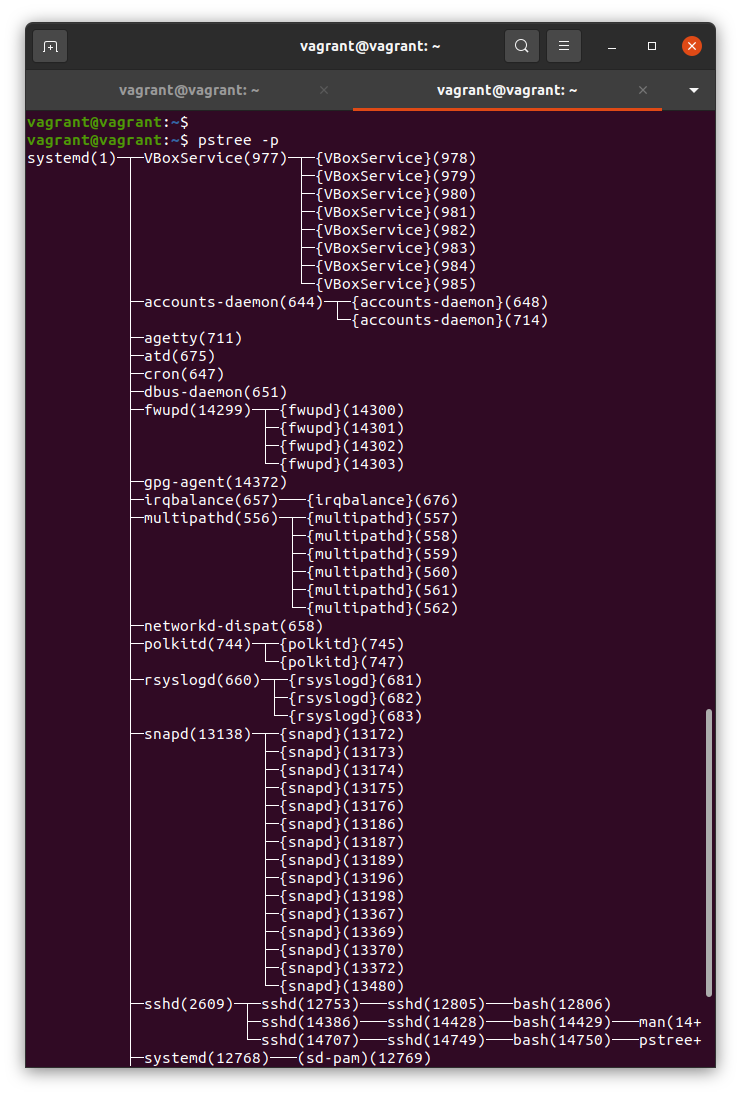 vagrant@vagrant: ~
vagrant@vagrant: ~ × vagrant@vagrant: ~ ×
vagrant@vagrant:~$
vagrant@vagrant:~$ pstree -p
systemd(1)─┬─VBoxService(977)─┬─{VBoxService}(978)
├─{VBoxService}(979)
├─{VBoxService}(980)
├─{VBoxService}(981)
├─{VBoxService}(982)
├─{VBoxService}(983)
├─{VBoxService}(984)
└─{VBoxService}(985)
├─accounts-daemon(644)─┬─{accounts-daemon}(648)
└─{accounts-daemon}(714)
├─agetty(711)
├─atd(675)
├─cron(647)
├─dbus-daemon(651)
├─fwupd(14299)─┬─{fwupd}(14300)
├─{fwupd}(14301)
├─{fwupd}(14302)
└─{fwupd}(14303)
├─gpg-agent(14372)
├─irqbalance(657)───{irqbalance}(676)
├─multipathd(556)─┬─{multipathd}(557)
├─{multipathd}(558)
├─{multipathd}(559)
├─{multipathd}(560)
├─{multipathd}(561)
└─{multipathd}(562)
├─networkd-dispat(658)
├─polkitd(744)─┬─{polkitd}(745)
└─{polkitd}(747)
├─rsyslogd(660)─┬─{rsyslogd}(681)
├─{rsyslogd}(682)
└─{rsyslogd}(683)
├─snapd(13138)─┬─{snapd}(13172)
├─{snapd}(13173)
├─{snapd}(13174)
├─{snapd}(13175)
├─{snapd}(13176)
├─{snapd}(13186)
├─{snapd}(13187)
├─{snapd}(13189)
├─{snapd}(13196)
├─{snapd}(13198)
├─{snapd}(13367)
├─{snapd}(13369)
├─{snapd}(13370)
├─{snapd}(13372)
└─{snapd}(13480)
├─sshd(2609)─┬─sshd(12753)───sshd(12805)───bash(12806)
├─sshd(14386)───sshd(14428)───bash(14429)───man(14+
└─sshd(14707)───sshd(14749)───bash(14750)───pstree+
├─systemd(12768)───(sd-pam)(12769)